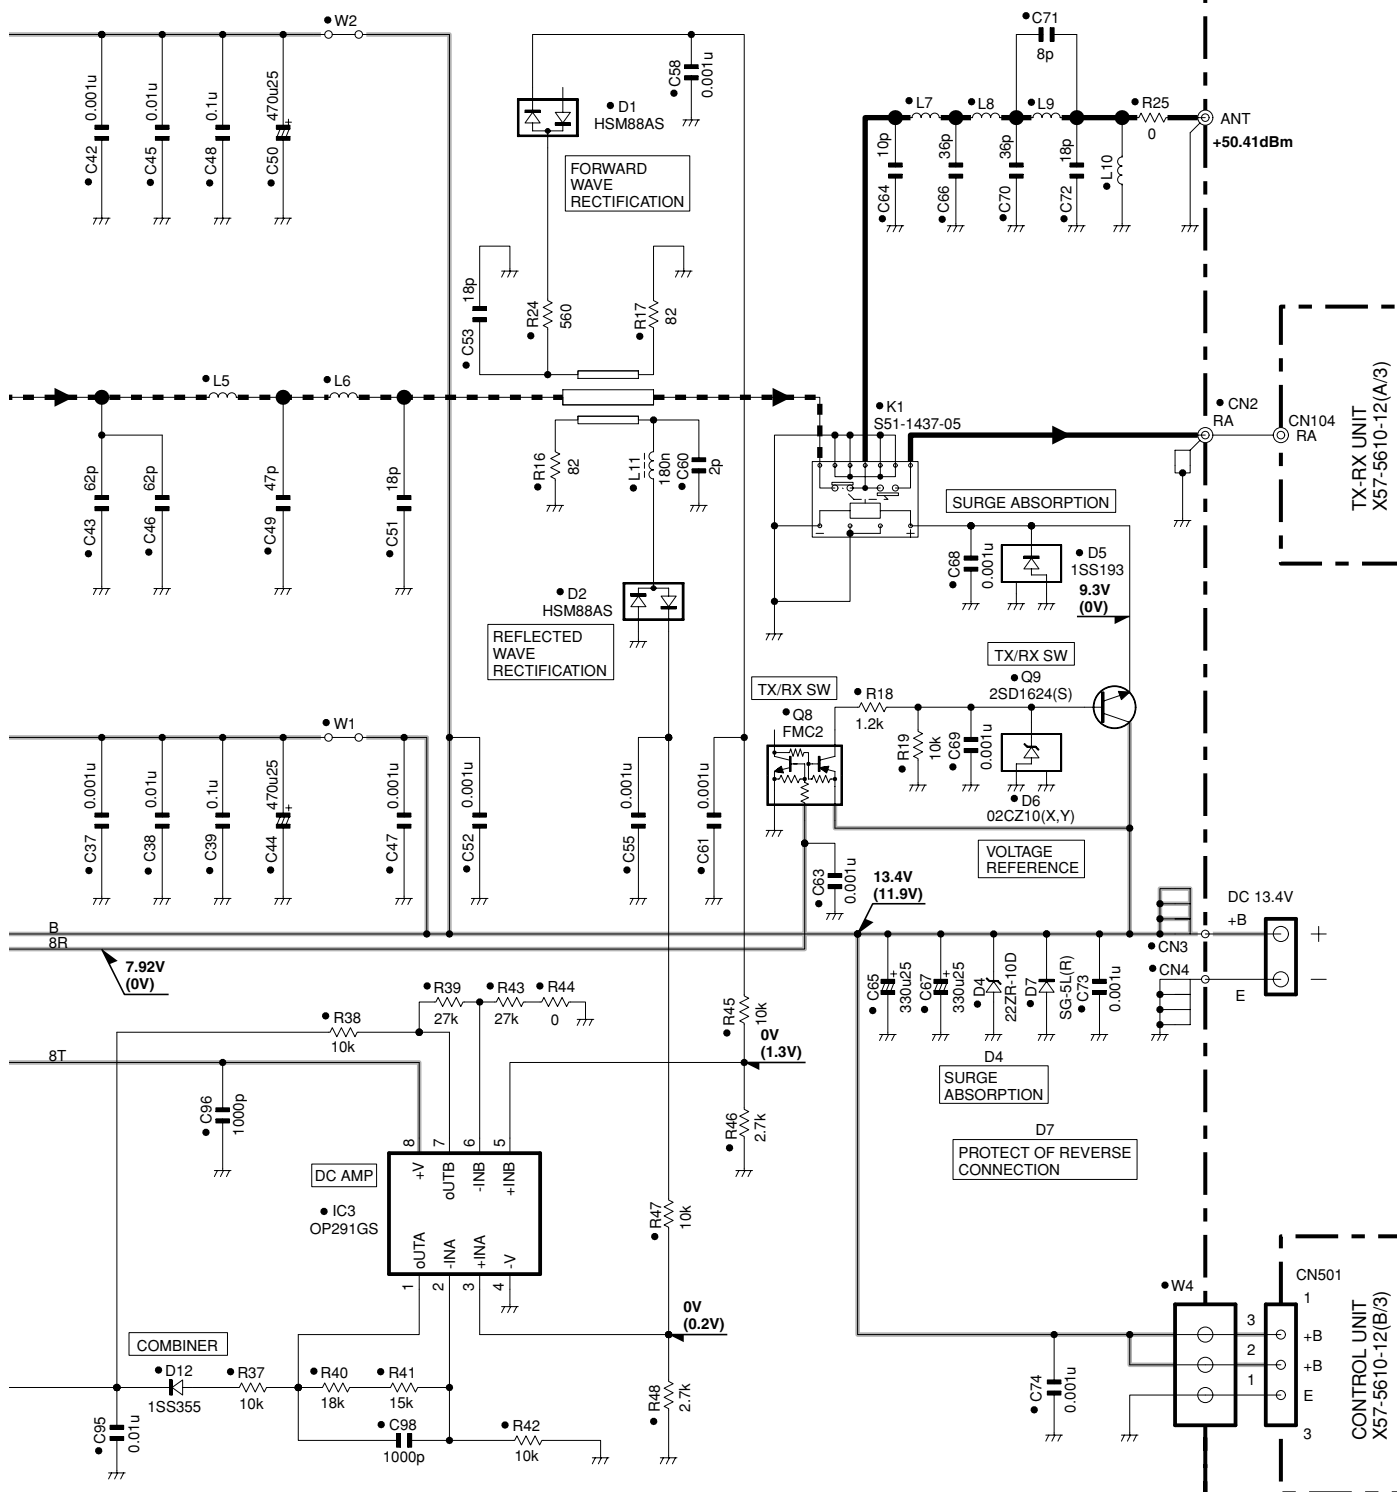 W2
C42
0.001u
C45
0.01u
C48
0.1u
C50
470u25
+
D1
HSM88AS
C58
0.001u
FORWARD
WAVE
RECTIFICATION
C71
8p
L7
L8
L9
R25
0
ANT
+50.41dBm
C64
10p
C66
36p
C70
36p
C72
18p
L10
C53
18p
R24
560
R17
82
L5
L6
C43
62p
C46
62p
C49
47p
C51
18p
R16
82
L11
180n
C60
2p
K1
S51-1437-05
-
+
CN2
RA
CN104
RA
TX-RX UNIT
X57-5610-12(A/3)
SURGE ABSORPTION
C68
0.001u
D5
1SS193
9.3V
(0V)
D2
HSM88AS
REFLECTED
WAVE
RECTIFICATION
TX/RX SW
Q9
2SD1624(S)
TX/RX SW
Q8
FMC2
R18
1.2k
R19
10k
C69
0.001u
D6
02CZ10(X,Y)
VOLTAGE
REFERENCE
W1
C37
0.001u
C38
0.01u
C39
0.1u
C44
470u25
+
C47
0.001u
C52
0.001u
C55
0.001u
C61
0.001u
C63
0.001u
13.4V
(11.9V)
B
8R
7.92V
(0V)
DC 13.4V
+B
+
CN3
CN4
E
-
C65
330u25
+
C67
330u25
+
D4
22ZR-10D
D7
SG-5L(R)
C73
0.001u
R39
27k
R43
27k
R44
0
R38
10k
R45
10k
0V
(1.3V)
8T
C96
1000p
R46
2.7k
D4
SURGE
ABSORPTION
D7
PROTECT OF REVERSE
CONNECTION
8
7
6
5
+V
oUTB
-INB
+INB
DC AMP
IC3
OP291GS
oUTA
-INA
+INA
-V
1
2
3
4
R47
10k
0V
(0.2V)
R48
2.7k
COMBINER
D12
1SS355
R37
10k
R40
18k
R41
15k
C95
0.01u
C98
1000p
R42
10k
W4
CN501
1
3
+B
2
+B
1
E
3
C74
0.001u
CONTROL UNIT
X57-5610-12(B/3)